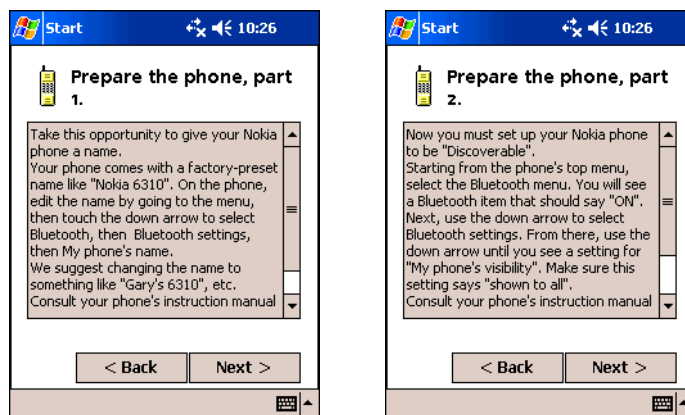 Start 10:26
Prepare the phone, part
1.
Take this opportunity to give your Nokia
phone a name.
Your phone comes with a factory-preset
name like "Nokia 6310". On the phone,
edit the name by going to the menu,
then touch the down arrow to select
Bluetooth, then  Bluetooth settings,
then My phone's name.
We suggest changing the name to
something like "Gary's 6310", etc.
Consult your phone's instruction manual
< Back Next >
Start 10:26
Prepare the phone, part
2.
Now you must set up your Nokia phone
to be "Discoverable".
Starting from the phone's top menu,
select the Bluetooth menu. You will see
a Bluetooth item that should say "ON".
Next, use the down arrow to select
Bluetooth settings. From there, use the
down arrow until you see a setting for
"My phone's visibility". Make sure this
setting says "shown to all".
Consult your phone's instruction manual
< Back Next >